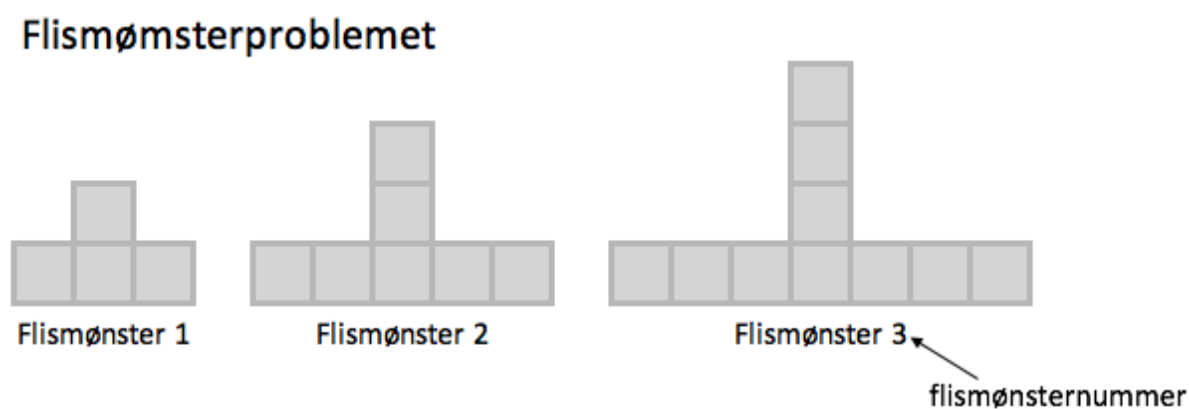 Flismømsterproblemet
Flismønster 1
Flismønster 2
Flismønster 3
flismønsternummer